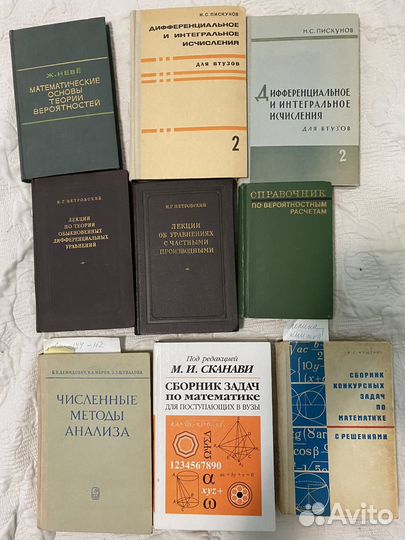 Ж. НЕВЁ
МАТЕМАТИЧЕСКИЕ
ОСНОВЫ
ТЕОРИИ
ВЕРОЯТНОСТЕЙ
Н.С. ПИСКУНОВ
ДИФФЕРЕНЦИАЛЬНОЕ
И ИНТЕГРАЛЬНОЕ
ИСЧИСЛЕНИЯ
ДЛЯ ВТУЗОВ
2
Н.С. ПИСКУНОВ
ДИФФЕРЕНЦИАЛЬНОЕ
И ИНТЕГРАЛЬНОЕ
ИСЧИСЛЕНИЯ
ДЛЯ ВТУЗОВ
2
И. Г. ПЕТРОВСКИЙ
ЛЕКЦИИ
ПО ТЕОРИИ
ОБЫКНОВЕННЫХ
ДИФФЕРЕНЦИАЛЬНЫХ
УРАВНЕНИЙ
И. Г. ПЕТРОВСКИЙ
ЛЕКЦИИ
ОБ УРАВНЕНИЯХ
С ЧАСТНЫМИ
ПРОИЗВОДНЫМИ
СПРАВОЧНИК
ПО ВЕРОЯТНОСТНЫМ
РАСЧЕТАМ
Б.П. ДЕМИДОВИЧ, И.А. МАРОН, Э.З. ШУВАЛОВА
ЧИСЛЕННЫЕ
МЕТОДЫ
АНАЛИЗА
Под редакцией
М. И. СКАНАВИ
СБОРНИК ЗАДАЧ
по МАТЕМАТИКЕ
ДЛЯ ПОСТУПАЮЩИХ В ВУЗЫ
1234567890
СБОРНИК
КОНКУРСНЫХ
ЗАДАЧ
ПО
МАТЕМАТИКЕ
С РЕШЕНИЯМИ
Avito